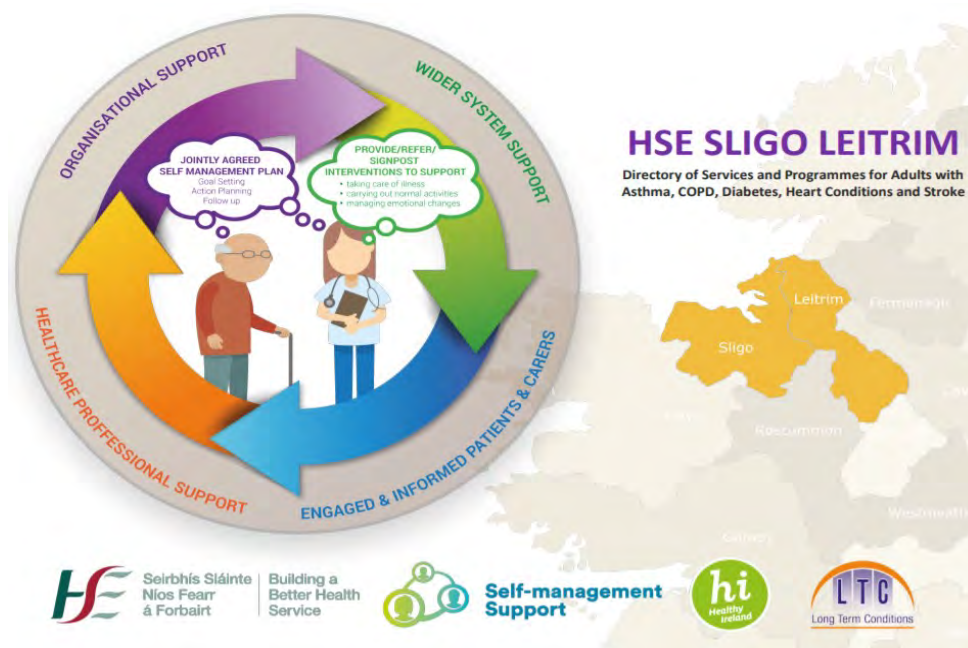 ORGANISATIONAL SUPPORT
WIDER SYSTEM SUPPORT
JOINTLY AGREED
SELF MANAGEMENT PLAN
Goal Setting
Action Planning
Follow up
PROVIDE/REFER/
SIGNPOST
INTERVENTIONS TO SUPPORT
• taking care of illness
• carrying out normal activities
• managing emotional changes
HEALTHCARE PROFFESSIONAL SUPPORT
ENGAGED & INFORMED PATIENTS & CARERS
HSE SLIGO LEITRIM
Directory of Services and Programmes for Adults with
Asthma, COPD, Diabetes, Heart Conditions and Stroke
Leitrim
Fermanagh
Sligo
Roscommon
Westmeath
Galway
Seirbhís Sláinte
Níos Fearr
á Forbairt
Building a
Better Health
Service
Self-management
Support
hi
Healthy
Ireland
LTC
Long Term Conditions